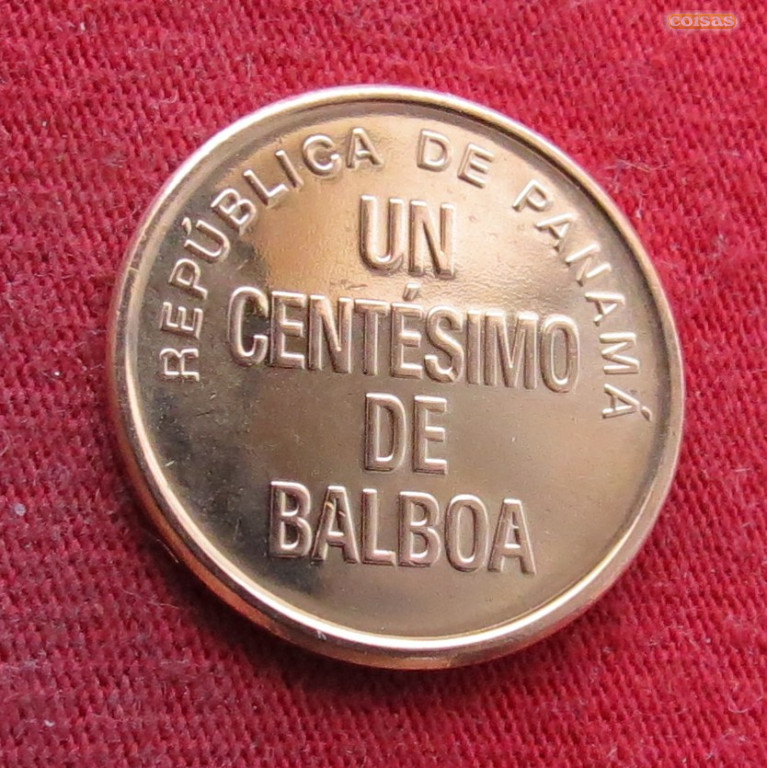 coisas
REPÚBLICA DE PANAMÁ
UN
CENTÉSIMO
DE
BALBOA